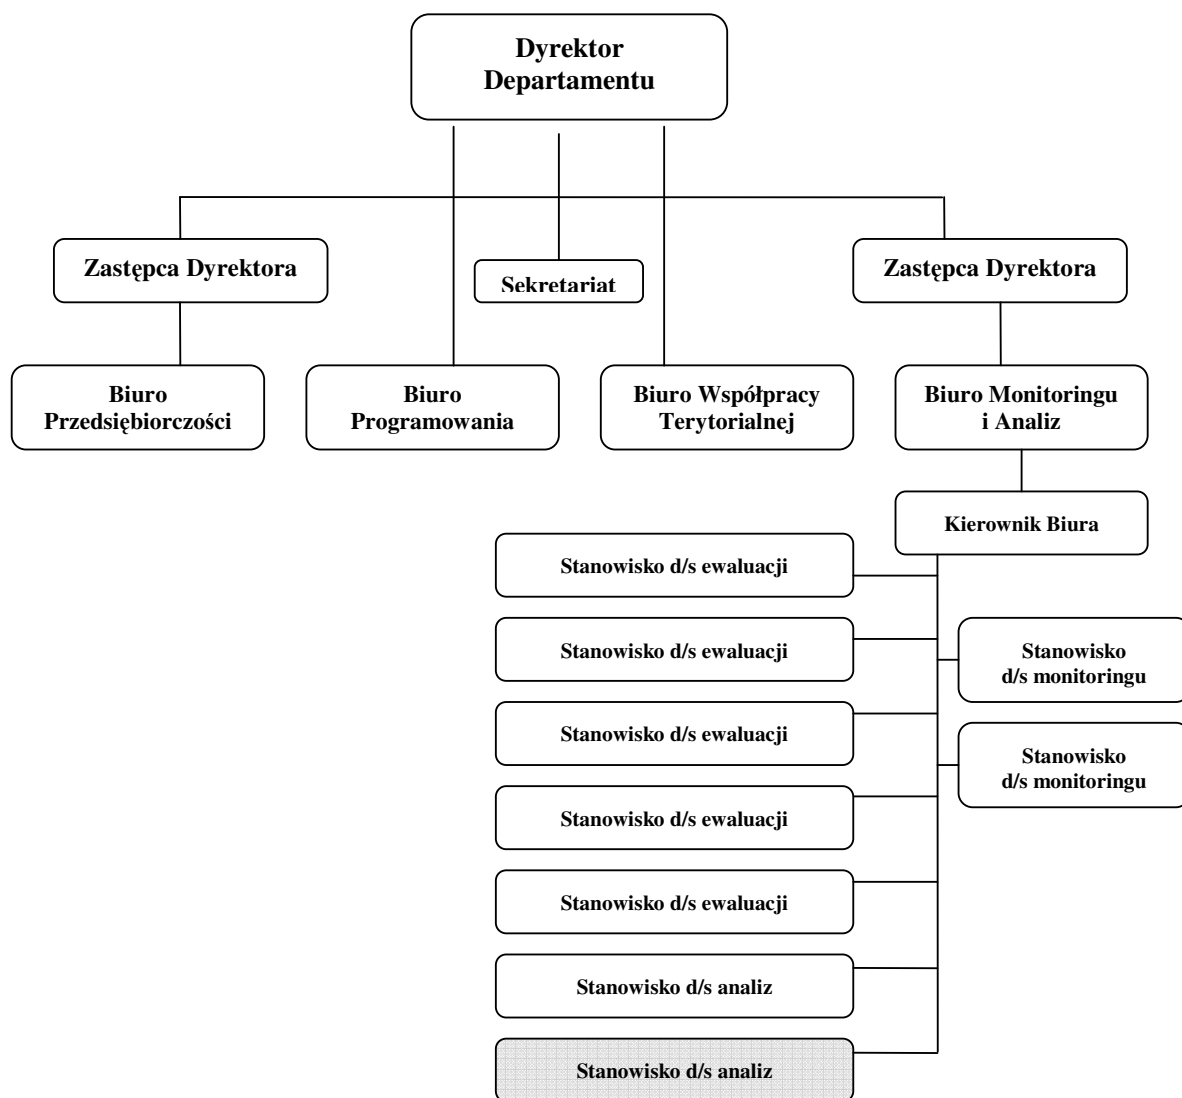 Dyrektor
Departamentu
Zastępca Dyrektora
Sekretariat
Zastępca Dyrektora
Biuro
Przedsiębiorczości
Biuro
Programowania
Biuro Współpracy
Terytorialnej
Biuro Monitoringu
i Analiz
Kierownik Biura
Stanowisko d/s ewaluacji
Stanowisko d/s ewaluacji
Stanowisko
d/s monitoringu
Stanowisko d/s ewaluacji
Stanowisko
d/s monitoringu
Stanowisko d/s ewaluacji
Stanowisko d/s ewaluacji
Stanowisko d/s analiz
Stanowisko d/s analiz